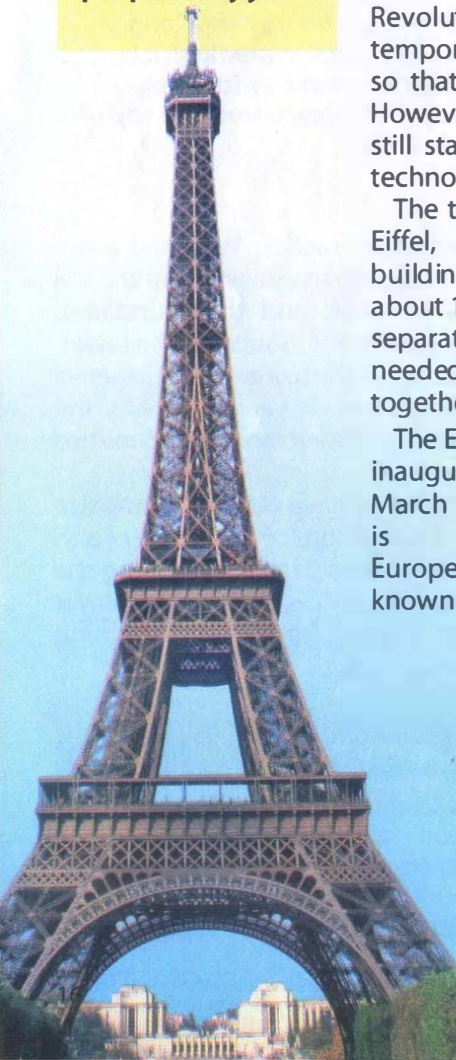 Revolut
tempor
so that
Howev
still sta
techno
The t
Eiffel,
buildin
about 1
separat
needed
togethe
The E
inaugu
March
is
Europe
known
16